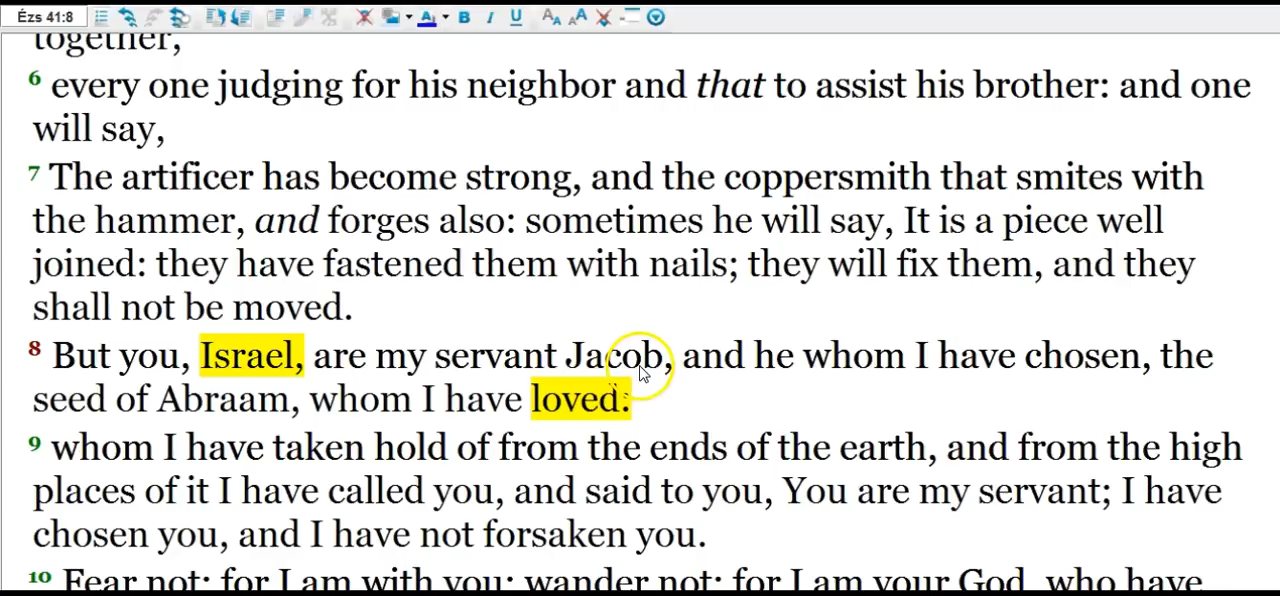 Ézs 41:8
together,
6 every one judging for his neighbor and that to assist his brother: and one
will say,
7 The artificer has become strong, and the coppersmith that smites with
the hammer, and forges also: sometimes he will say, It is a piece well
joined: they have fastened them with nails; they will fix them, and they
shall not be moved.
8 But you, Israel, are my servant Jacob, and he whom I have chosen, the
seed of Abraam, whom I have loved:
9 whom I have taken hold of from the ends of the earth, and from the high
places of it I have called you, and said to you, You are my servant; I have
chosen you, and I have not forsaken you.
10 Fear not; for I am with you: wander not; for I am your God, who have